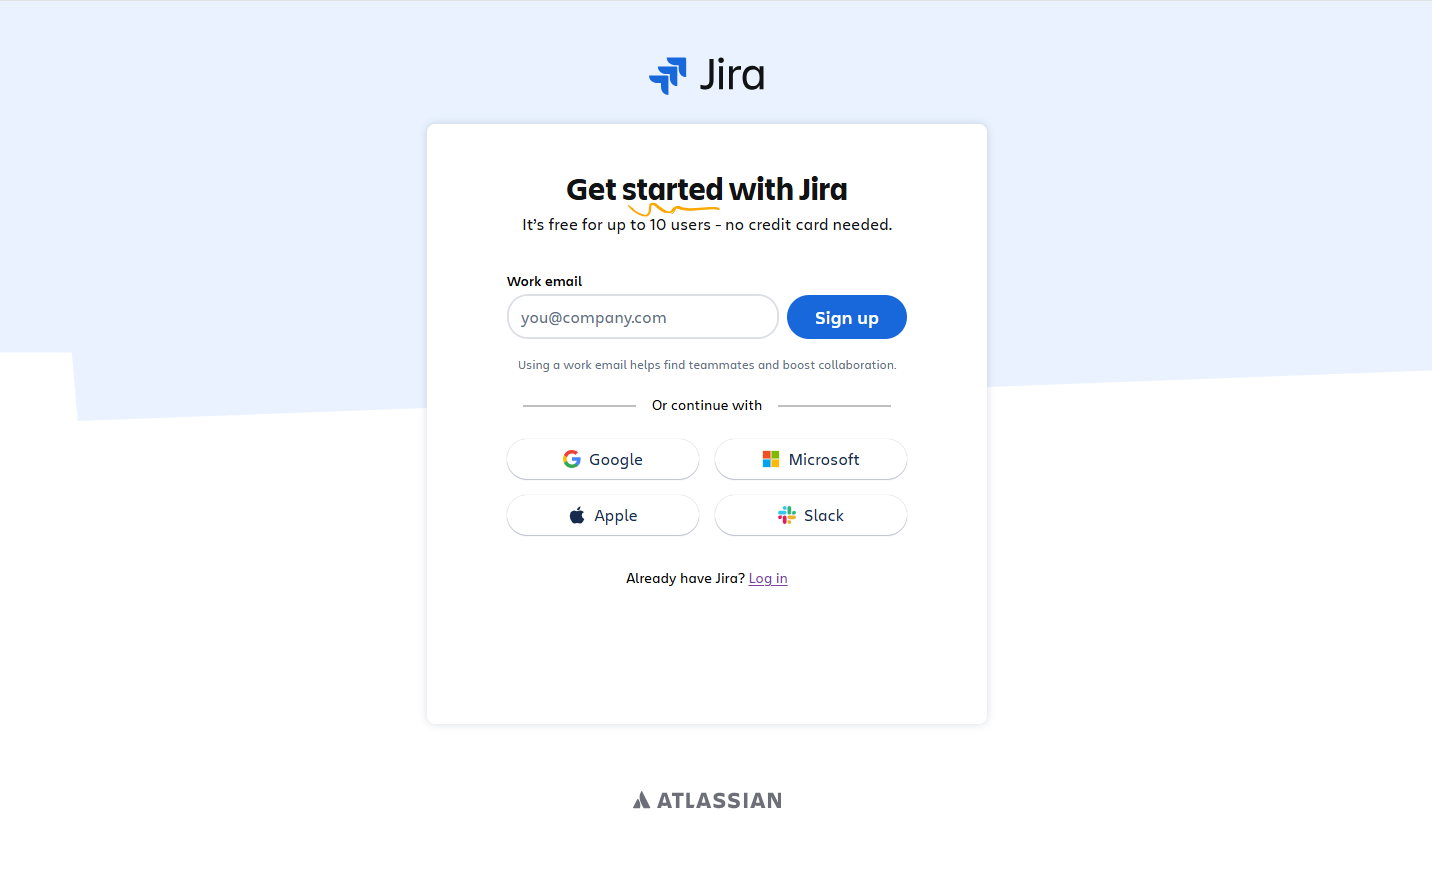 Jira
Get started with Jira
It’s free for up to 10 users - no credit card needed.
Work email
you@company.com
Sign up
Using a work email helps find teammates and boost collaboration.
Or continue with
Google
Microsoft
Apple
Slack
Already have Jira? Log in
ATLASSIAN